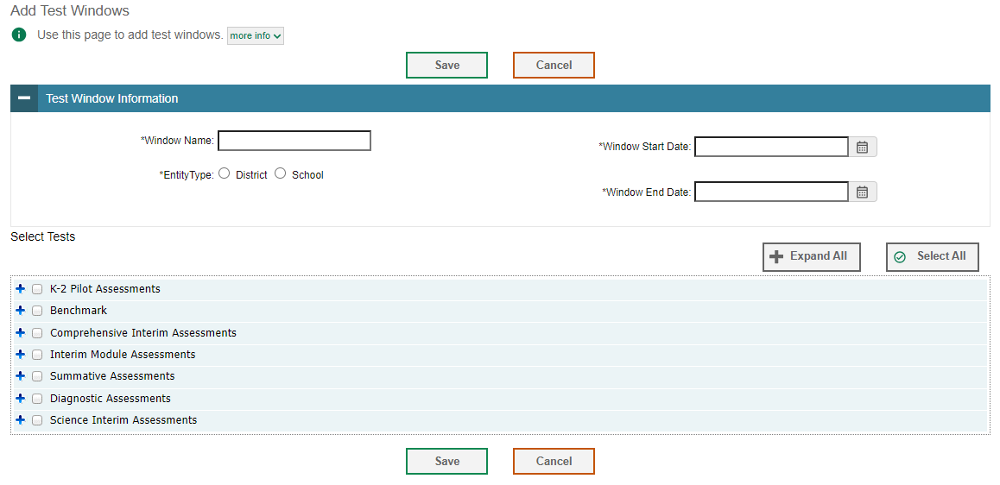 Add Test Windows
Use this page to add test windows. more info
Save Cancel
Test Window Information
*Window Name:
*Window Start Date:
*EntityType: District School
*Window End Date:
Select Tests
Expand All Select All
K-2 Pilot Assessments
Benchmark
Comprehensive Interim Assessments
Interim Module Assessments
Summative Assessments
Diagnostic Assessments
Science Interim Assessments
Save Cancel